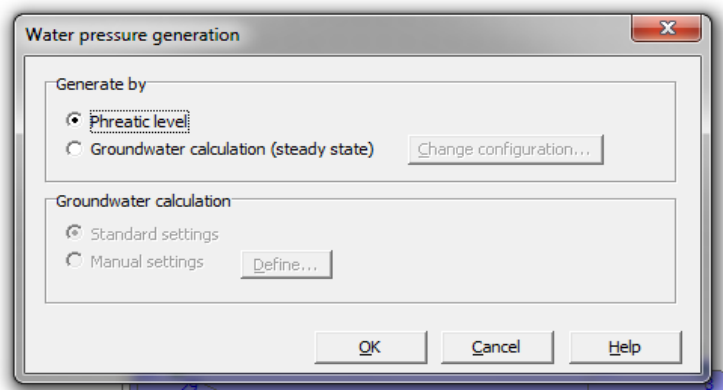 Water pressure generation
Generate by
Phreatic level
Groundwater calculation (steady state) Change configuration...
Groundwater calculation
Standard settings
Manual settings Define...
OK Cancel Help